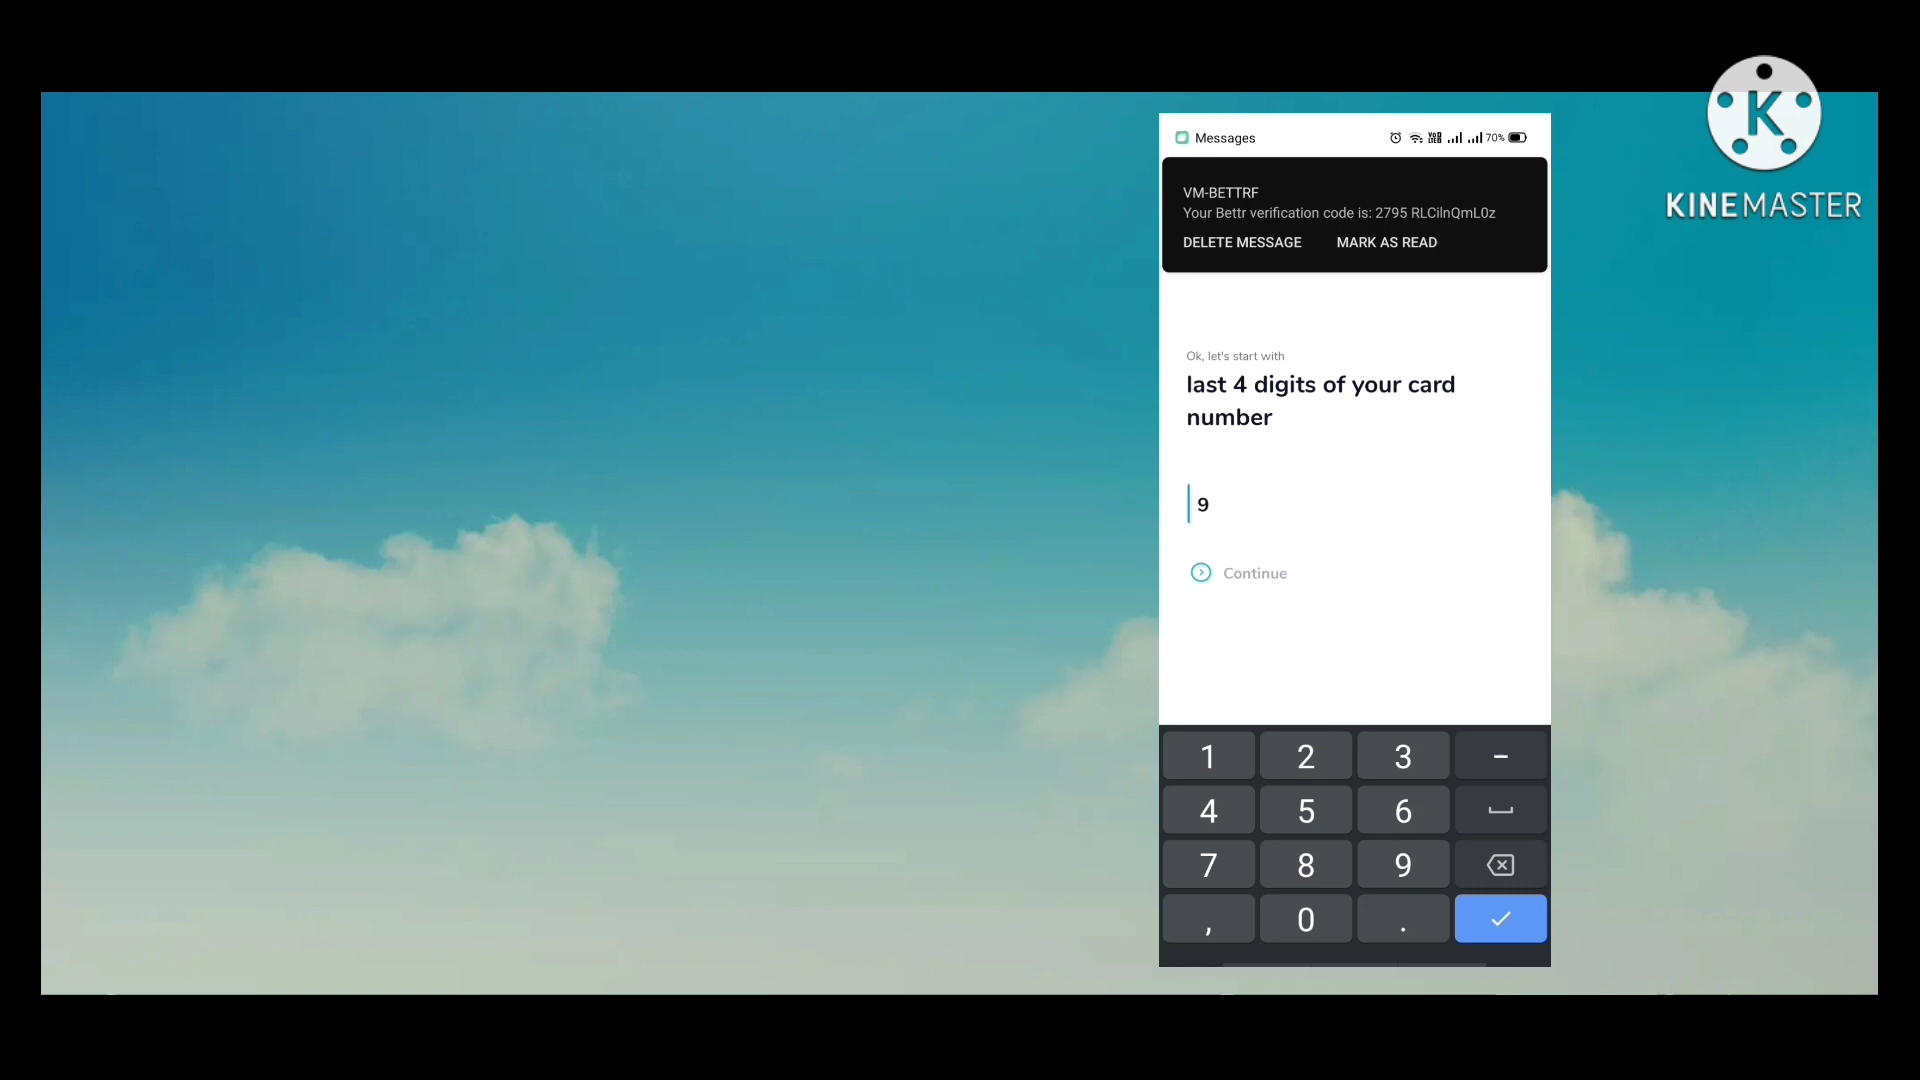 Messages
70%
K
KINEMASTER
VM-BETTRF
Your Bettr verification code is: 2795 RLCilnQmL0z
DELETE MESSAGE MARK AS READ
Ok, let's start with
last 4 digits of your card
number
9
Continue
1 2 3 -
4 5 6
7 8 9
, 0 .